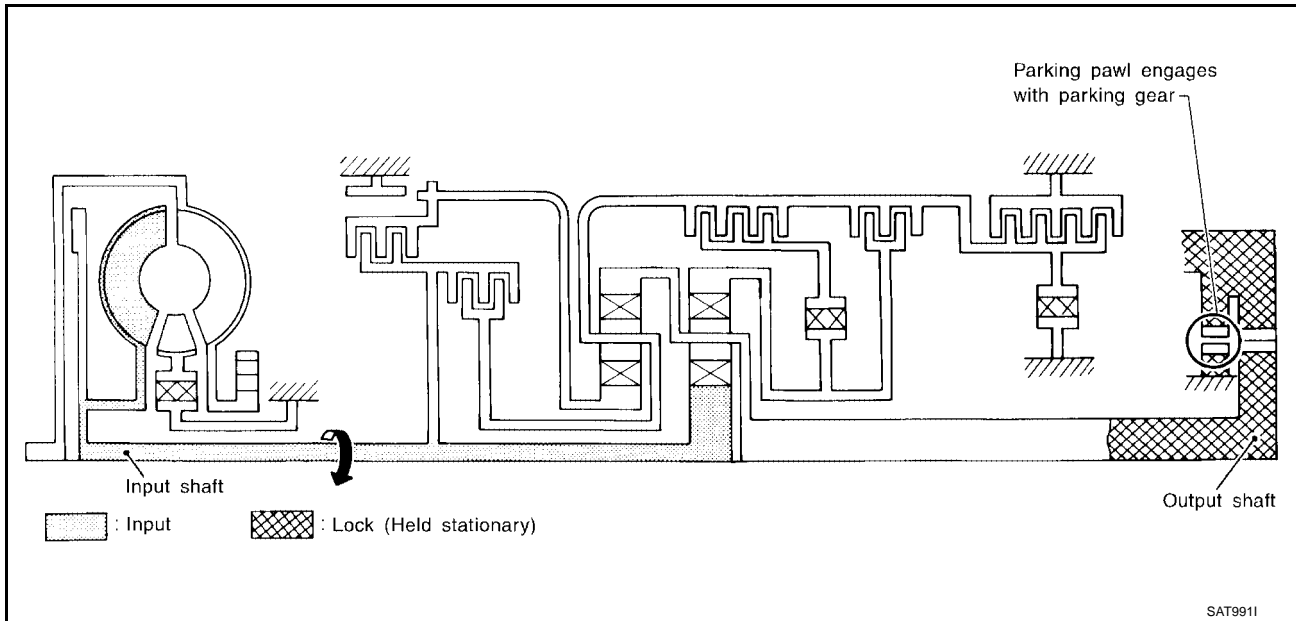 Parking pawl engages
with parking gear
Input shaft
Output shaft
: Input
: Lock (Held stationary)
SAT991I